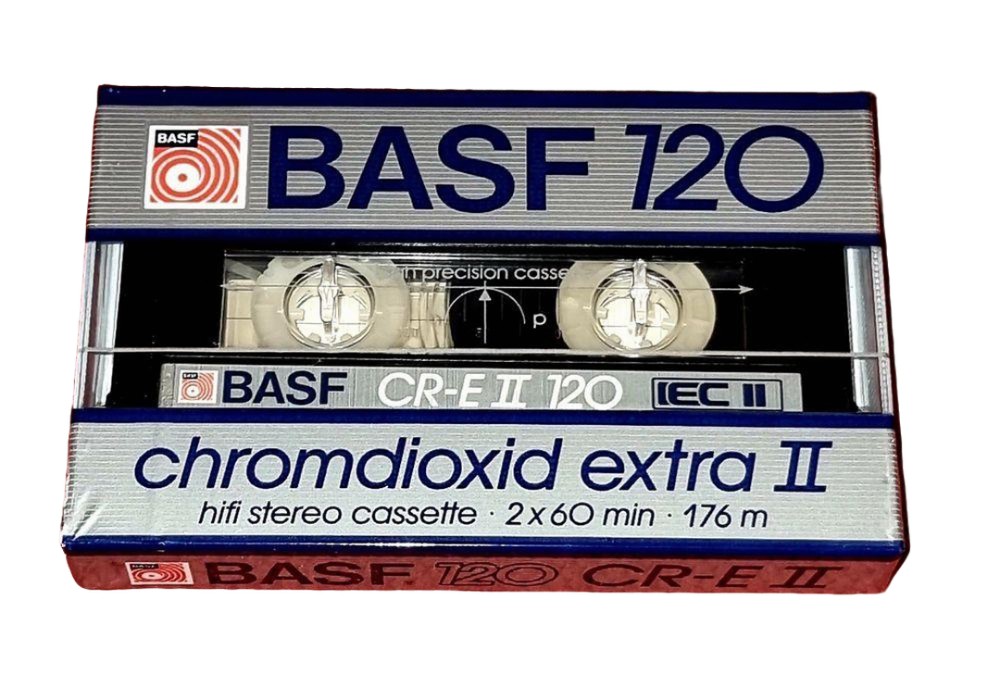 BASF
BASF 120
precision
p
BASF
BASF CR-E II 120 IEC II
chromdioxid extra II
hifi stereo cassette · 2 x 60 min · 176 m
BASF
BASF 120 CR-E II